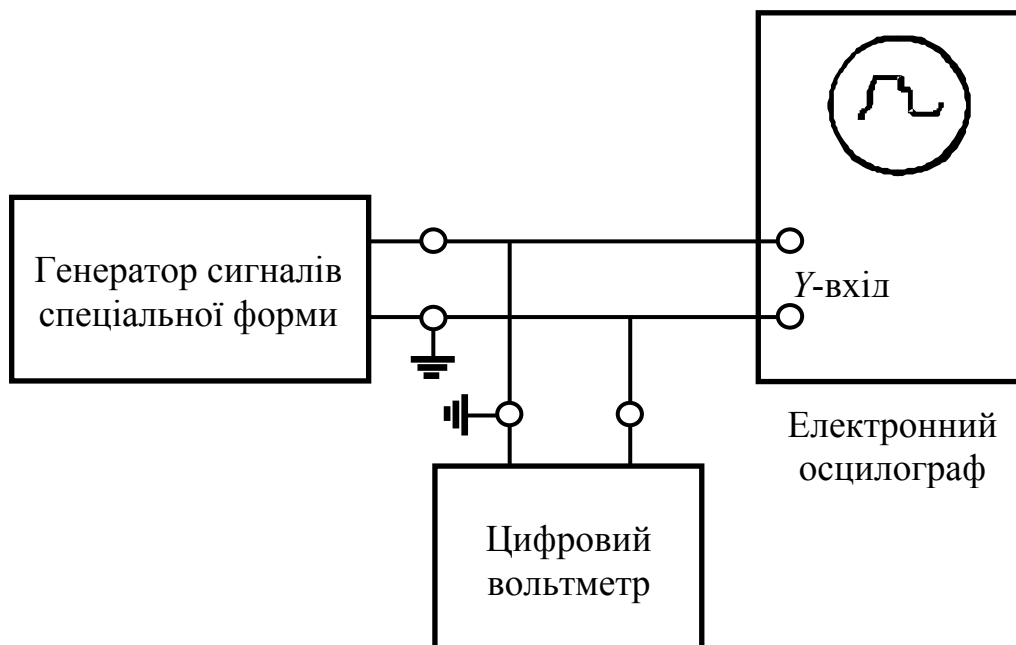 Генератор сигналів
спеціальної форми
Y-вхід
Електронний
осцилограф
Цифровий
вольтметр